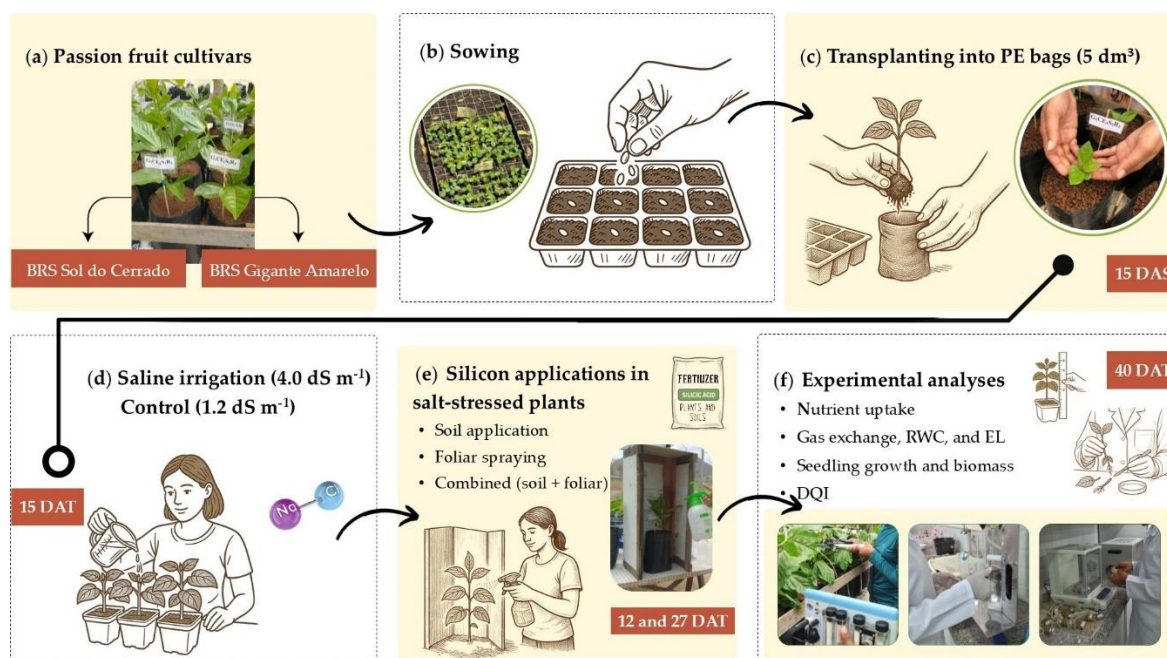 (a) Passion fruit cultivars
BRS Sol do Cerrado
BRS Gigante Amarelo
(b) Sowing
(c) Transplanting into PE bags (5 dm³)
15 DAS
(d) Saline irrigation (4.0 dS m⁻¹)
Control (1.2 dS m⁻¹)
15 DAT
Na
C
(e) Silicon applications in
salt-stressed plants
• Soil application
• Foliar spraying
• Combined (soil + foliar)
SILICIC ACID
PLANTS AND
SOILS
12 and 27 DAT
(f) Experimental analyses
• Nutrient uptake
• Gas exchange, RWC, and EL
• Seedling growth and biomass
• DQI
40 DAT